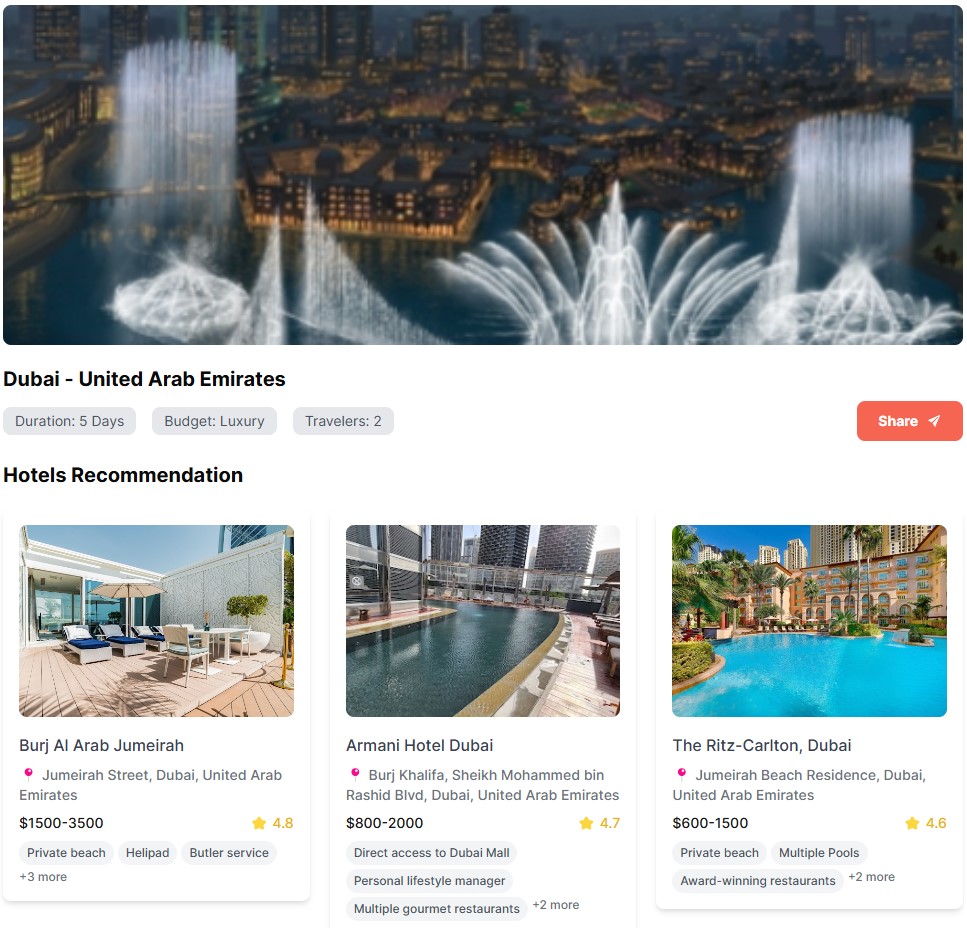 Dubai - United Arab Emirates
Duration: 5 Days
Budget: Luxury
Travelers: 2
Share
Hotels Recommendation
Burj Al Arab Jumeirah
Jumeirah Street, Dubai, United Arab
Emirates
$1500-3500
4.8
Private beach
Helipad
Butler service
+3 more
Armani Hotel Dubai
Burj Khalifa, Sheikh Mohammed bin
Rashid Blvd, Dubai, United Arab Emirates
$800-2000
4.7
Direct access to Dubai Mall
Personal lifestyle manager
Multiple gourmet restaurants
+2 more
The Ritz-Carlton, Dubai
Jumeirah Beach Residence, Dubai,
United Arab Emirates
$600-1500
4.6
Private beach
Multiple Pools
Award-winning restaurants
+2 more